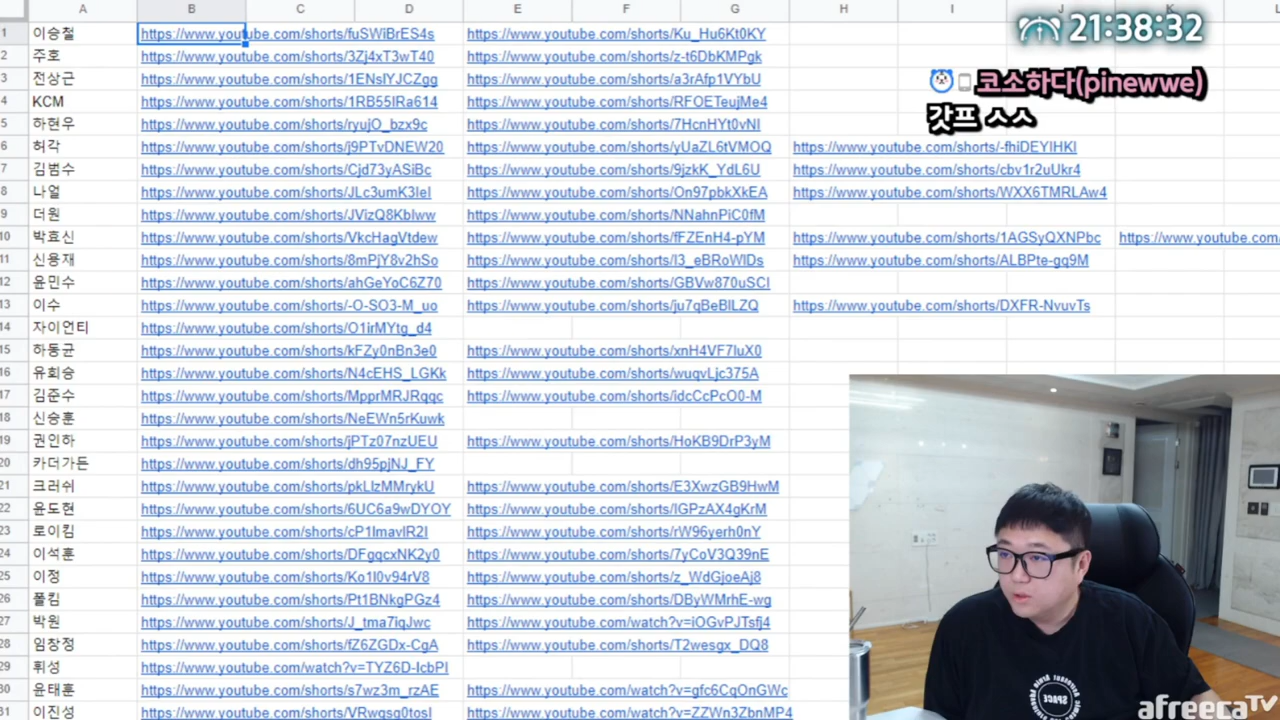 A B C D E F G H I J K L
21:38:32
코소하다(pinewwe)
갓프 ㅅㅅ
1 이승철 https://www.youtube.com/shorts/fuSWiBrES4s https://www.youtube.com/shorts/Ku_Hu6Kt0KY
2 주호 https://www.youtube.com/shorts/3Zj4xT3wT40 https://www.youtube.com/shorts/z-t6DbKMPgk
3 전상근 https://www.youtube.com/shorts/1ENsIYJCZgg https://www.youtube.com/shorts/a3rAfp1VYbU
4 KCM https://www.youtube.com/shorts/1RB55IRa614 https://www.youtube.com/shorts/RFOETeujMe4
5 하현우 https://www.youtube.com/shorts/ryujO_bzx9c https://www.youtube.com/shorts/7HcnHYt0vNI
6 허각 https://www.youtube.com/shorts/j9PTvDNEW20 https://www.youtube.com/shorts/yUaZL6tVMOQ https://www.youtube.com/shorts/-fhiDEYIHKI
7 김범수 https://www.youtube.com/shorts/Cjd73yASiBc https://www.youtube.com/shorts/9jzkK_YdL6U https://www.youtube.com/shorts/cbv1r2uUkr4
8 나얼 https://www.youtube.com/shorts/JLc3umK3IeI https://www.youtube.com/shorts/On97pbkXkEA https://www.youtube.com/shorts/WXX6TMRLAw4
9 더원 https://www.youtube.com/shorts/JVizQ8KbIww https://www.youtube.com/shorts/NNahnPiC0fM
10 박효신 https://www.youtube.com/shorts/VkcHagVtdew https://www.youtube.com/shorts/fFZEnH4-pYM https://www.youtube.com/shorts/1AGSyQXNPbc https://www.youtube.com/
11 신용재 https://www.youtube.com/shorts/8mPjY8v2hSo https://www.youtube.com/shorts/I3_eBRoWIDs https://www.youtube.com/shorts/ALBPte-gq9M
12 윤민수 https://www.youtube.com/shorts/ahGeYoC6Z70 https://www.youtube.com/shorts/GBVw870uSCI
13 이수 https://www.youtube.com/shorts/-O-SO3-M_uo https://www.youtube.com/shorts/ju7qBeBILZQ https://www.youtube.com/shorts/DXFR-NvuvTs
14 자이언티 https://www.youtube.com/shorts/O1irMYtg_d4
15 하동균 https://www.youtube.com/shorts/kFZy0nBn3e0 https://www.youtube.com/shorts/xnH4VF7IuX0
16 유회승 https://www.youtube.com/shorts/N4cEHS_LGKk https://www.youtube.com/shorts/wuqvLjc375A
17 김준수 https://www.youtube.com/shorts/MpprMRJRqqc https://www.youtube.com/shorts/idcCcPcO0-M
18 신승훈 https://www.youtube.com/shorts/NeEWn5rKuwk
19 권인하 https://www.youtube.com/shorts/jPTz07nzUEU https://www.youtube.com/shorts/HoKB9DrP3yM
20 카더가든 https://www.youtube.com/shorts/dh95pjNJ_FY
21 크러쉬 https://www.youtube.com/shorts/pkLIzMMrykU https://www.youtube.com/shorts/E3XwzGB9HwM
22 윤도현 https://www.youtube.com/shorts/6UC6a9wDYOY https://www.youtube.com/shorts/IGPzAX4gKrM
23 로이킴 https://www.youtube.com/shorts/cP1ImavIR2I https://www.youtube.com/shorts/rW96yerh0nY
24 이석훈 https://www.youtube.com/shorts/DFgqcxNK2y0 https://www.youtube.com/shorts/7yCoV3Q39nE
25 이정 https://www.youtube.com/shorts/Ko1I0v94rV8 https://www.youtube.com/shorts/z_WdGjoeAj8
26 폴킴 https://www.youtube.com/shorts/Pt1BNkgPGz4 https://www.youtube.com/shorts/DByWMrhE-wg
27 박원 https://www.youtube.com/shorts/J_tma7iqJwc https://www.youtube.com/watch?v=iOGvPJTsfj4
28 임창정 https://www.youtube.com/shorts/fZ6ZGDx-CgA https://www.youtube.com/shorts/T2wesgx_DQ8
29 휘성 https://www.youtube.com/watch?v=TYZ6D-IcbPI
30 윤태훈 https://www.youtube.com/shorts/s7wz3m_rzAE https://www.youtube.com/watch?v=gfc6CqOnGWc
31 이진성 https://www.youtube.com/shorts/VRwqsg0tosI https://www.youtube.com/watch?v=ZZWn3ZbnMP4
SPACE
afreecaTV